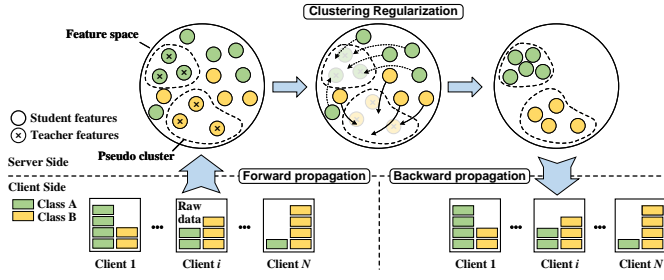 Clustering Regularization
Feature space
Student features
Teacher features
Pseudo cluster
Server Side
Client Side
Forward propagation
Backward propagation
Class A
Class B
Raw
data
Client 1
...
Client i
...
Client N
Client 1
...
Client i
...
Client N